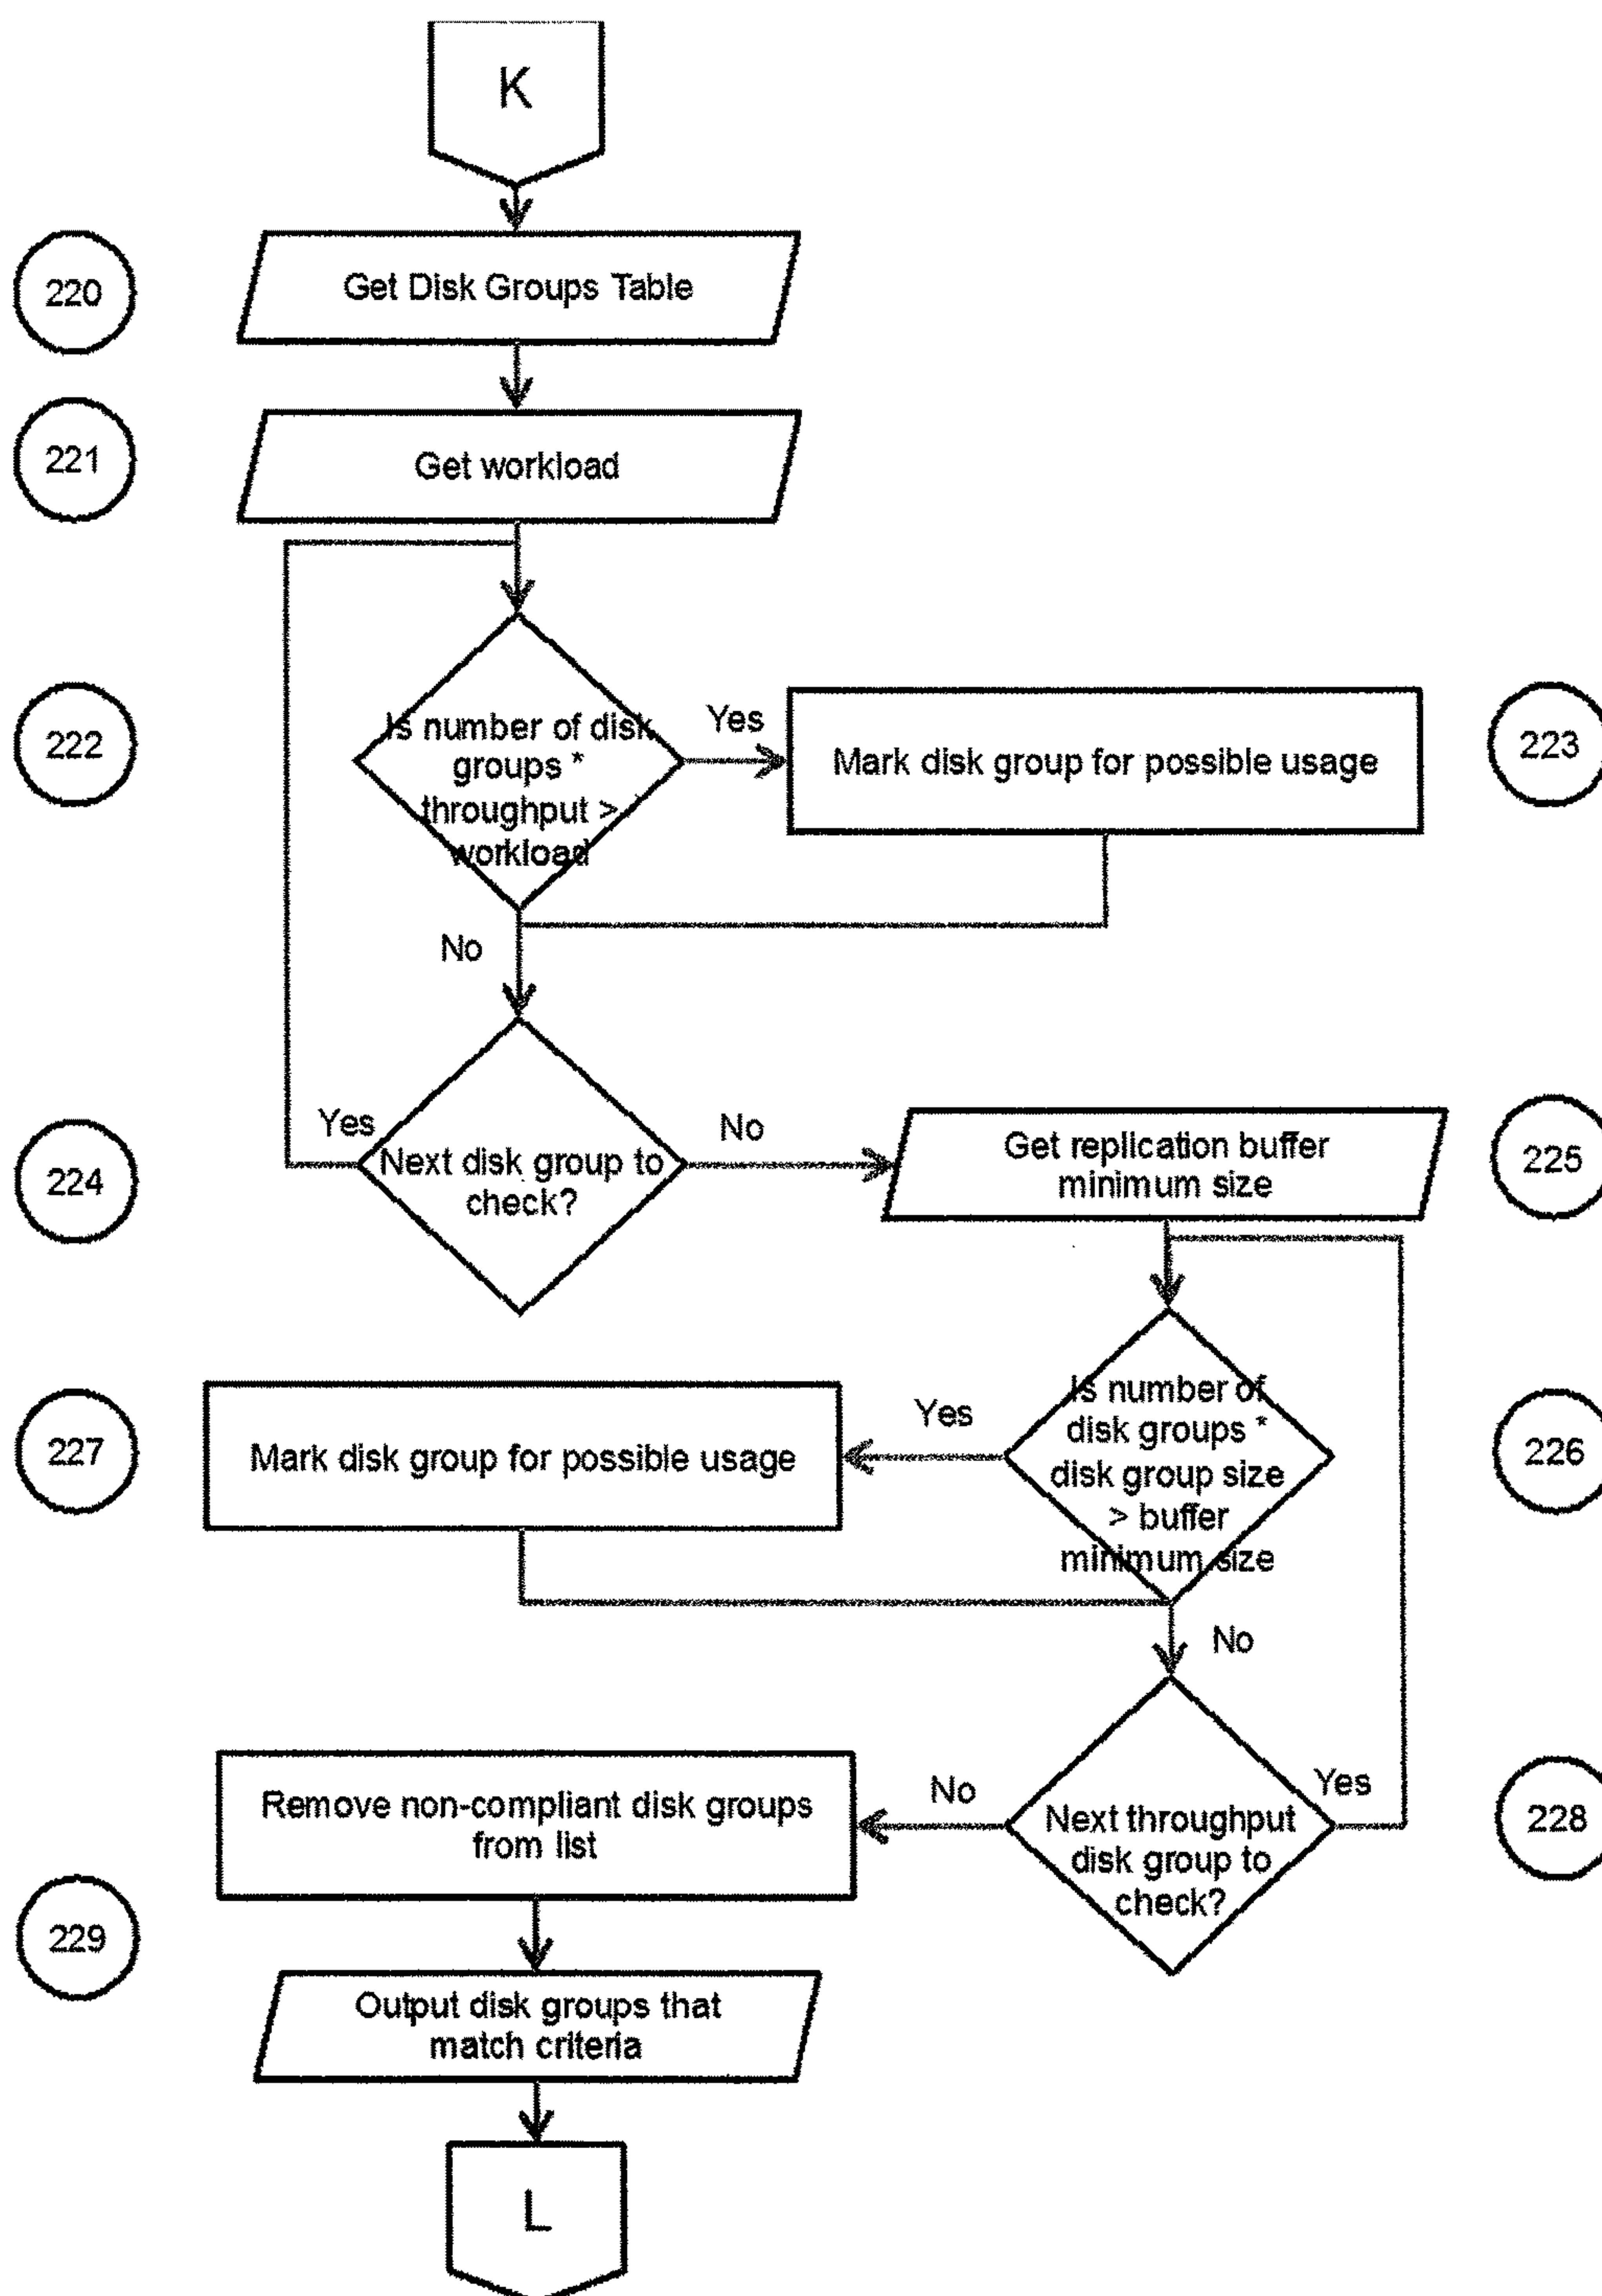 K
220
Get Disk Groups Table
221
Get workload
222
Is number of disk
groups *
throughput >
workload
Yes
Mark disk group for possible usage
223
No
224
Yes
Next disk group to
check?
No
Get replication buffer
minimum size
225
227
Mark disk group for possible usage
Yes
Is number of
disk groups *
disk group size
> buffer
minimum size
226
No
Remove non-compliant disk groups
from list
No
Next throughput
disk group to
check?
Yes
228
229
Output disk groups that
match criteria
L